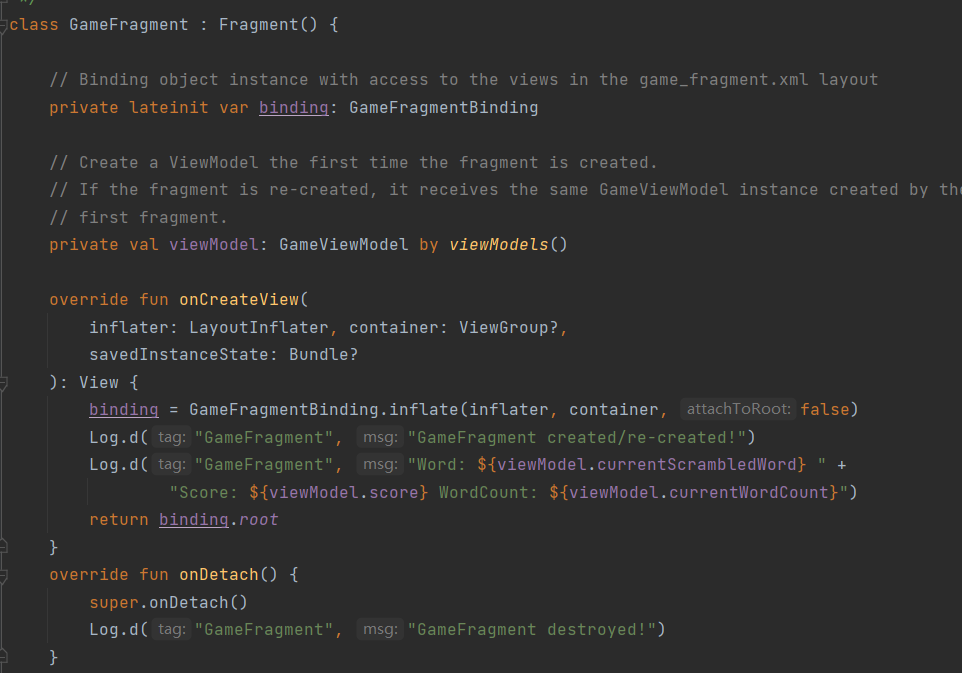 */
class GameFragment : Fragment() {
// Binding object instance with access to the views in the game_fragment.xml layout
private lateinit var binding: GameFragmentBinding
// Create a ViewModel the first time the fragment is created.
// If the fragment is re-created, it receives the same GameViewModel instance created by the
// first fragment.
private val viewModel: GameViewModel by viewModels()
override fun onCreateView(
inflater: LayoutInflater, container: ViewGroup?,
savedInstanceState: Bundle?
): View {
binding = GameFragmentBinding.inflate(inflater, container, attachToRoot: false)
Log.d( tag: "GameFragment", msg: "GameFragment created/re-created!")
Log.d( tag: "GameFragment", msg: "Word: ${viewModel.currentScrambledWord} " +
"Score: ${viewModel.score} WordCount: ${viewModel.currentWordCount}")
return binding.root
}
override fun onDetach() {
super.onDetach()
Log.d( tag: "GameFragment", msg: "GameFragment destroyed!")
}